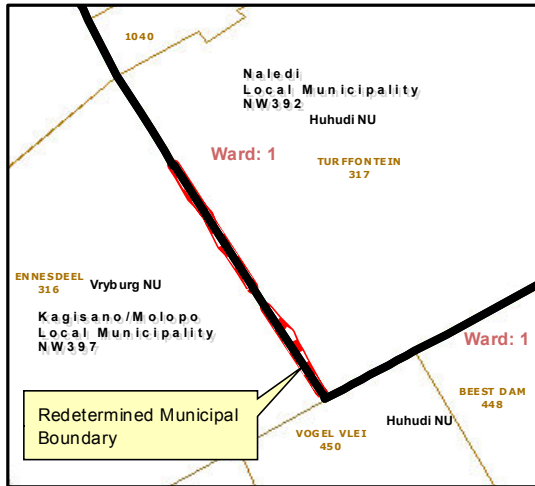 1040
Naledi
Local Municipality
NW392
Huhudi NU
Ward: 1
TURFFONTEIN
317
ENNESDEEL
316
Vryburg NU
Kagisano/Molopo
Local Municipality
NW397
Ward: 1
Redetermined Municipal
Boundary
BEEST DAM
448
Huhudi NU
VOGEL VLEI
450